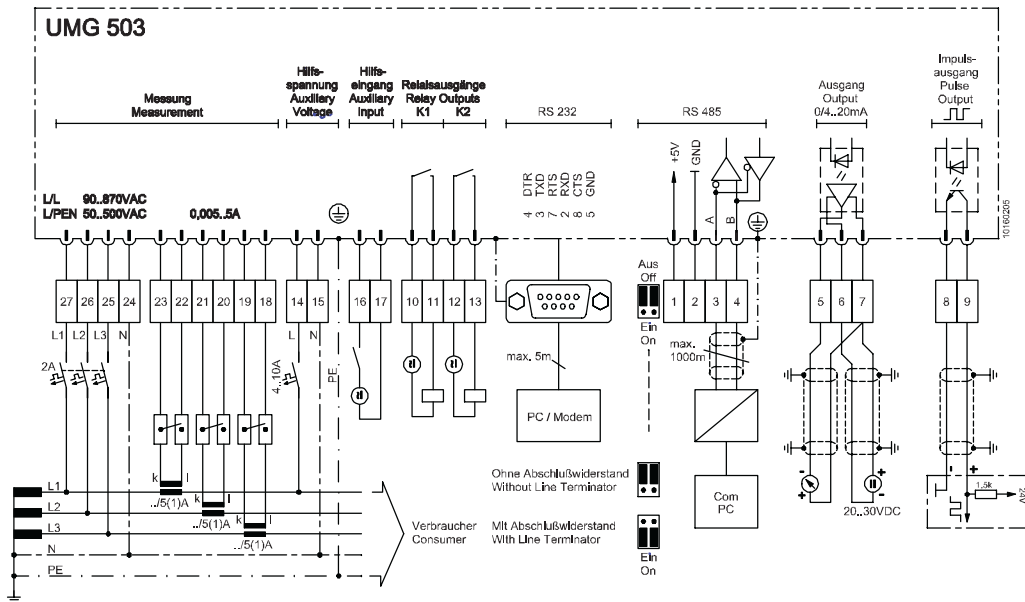 UMG 503
Messung
Measurement
Hilfs-
spannung
Auxiliary
Voltage
Hilfs-
eingang
Auxiliary
Input
Relaisausgänge
Relay Outputs
K1 K2
RS 232
RS 485
Ausgang
Output
0/4..20mA
Impuls-
ausgang
Pulse
Output
L/L 90..870VAC
L/PEN 50..500VAC
0,005..5A
4 DTR
3 TXD
7 RTS
2 RXD
8 CTS
5 GND
+5V
GND
A
B
10160205
27 26 25 24
23 22 21 20 19 18
14 15
16 17
10 11 12 13
Aus
Off
Ein
On
1 2 3 4
5 6 7
8 9
L1 L2 L3 N
L N
2A
4..10A
PE
max. 5m
max.
1000m
PC / Modem
Com
PC
- +
1,5k
24V
- +
+ -
20..30VDC
Ohne Abschlußwiderstand
Without Line Terminator
Mit Abschlußwiderstand
With Line Terminator
Ein
On
L1
L2
L3
N
PE
k l
../5(1)A
k l
../5(1)A
k l
../5(1)A
Verbraucher
Consumer